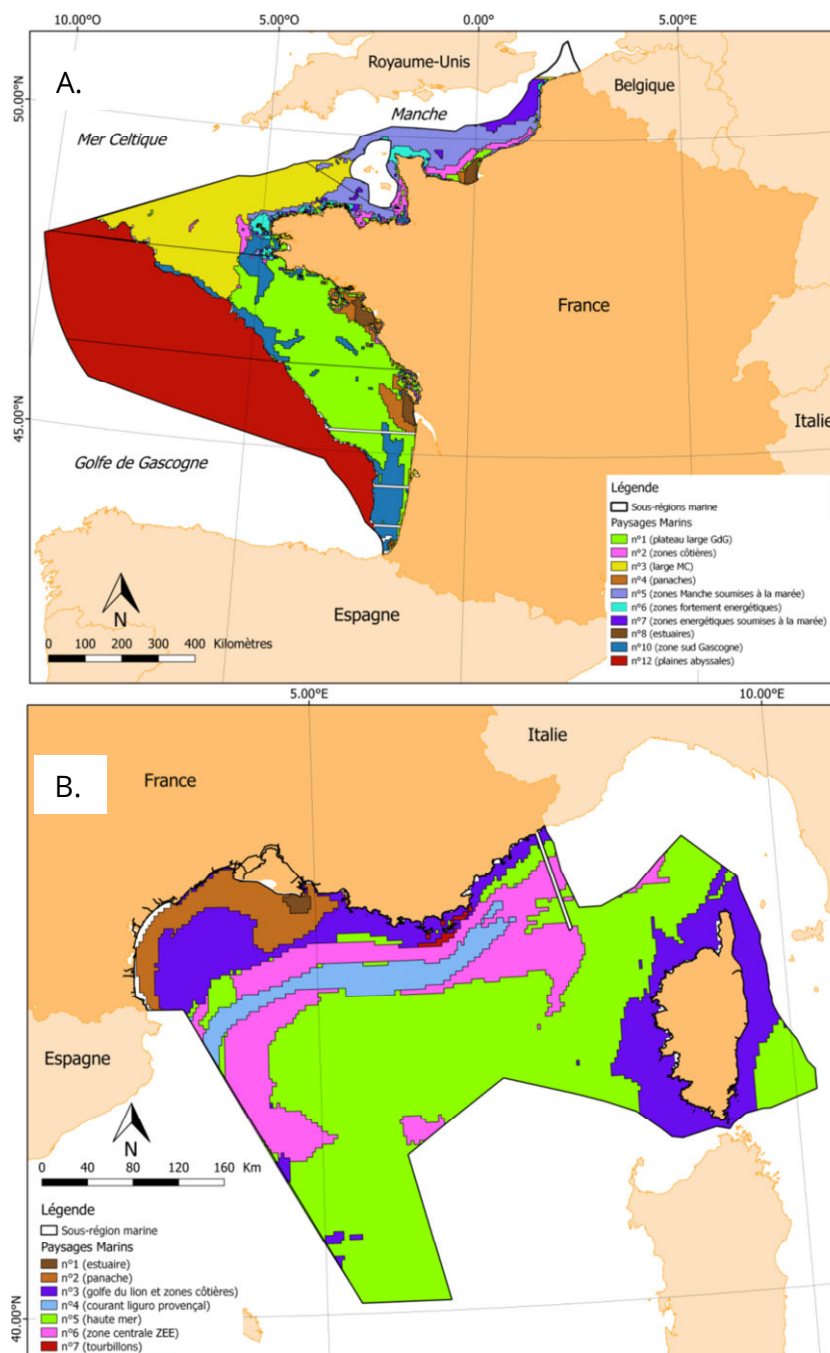 10.00°E 5.00°E 0.00°E 5.00°E
A.
Royaume-Unis
Belgique
50.00°N
Manche
Mer Celtique
France
Italie
45.00°N
Golfe de Gascogne
Espagne
N
0 100 200 300 400 Kilomètres
Légende
Sous-régions marine
Paysages Marins
n°1 (plateau large GdG)
n°2 (zones côtières)
n°3 (large MC)
n°4 (panaches)
n°5 (zones Manche soumises à la marée)
n°6 (zones fortement energétiques)
n°7 (zones energétiques soumises à la marée)
n°8 (estuaires)
n°10 (zone sud Gascogne)
n°12 (plaines abyssales)
5.00°E 10.00°E
B.
France
Italie
Espagne
N
0 40 80 120 160 Km
Légende
Sous-région marine
Paysages Marins
n°1 (estuaire)
n°2 (panache)
n°3 (golfe du lion et zones côtières)
n°4 (courant liguro provençal)
n°5 (haute mer)
n°6 (zone centrale ZEE)
n°7 (tourbillons)
40.00°N